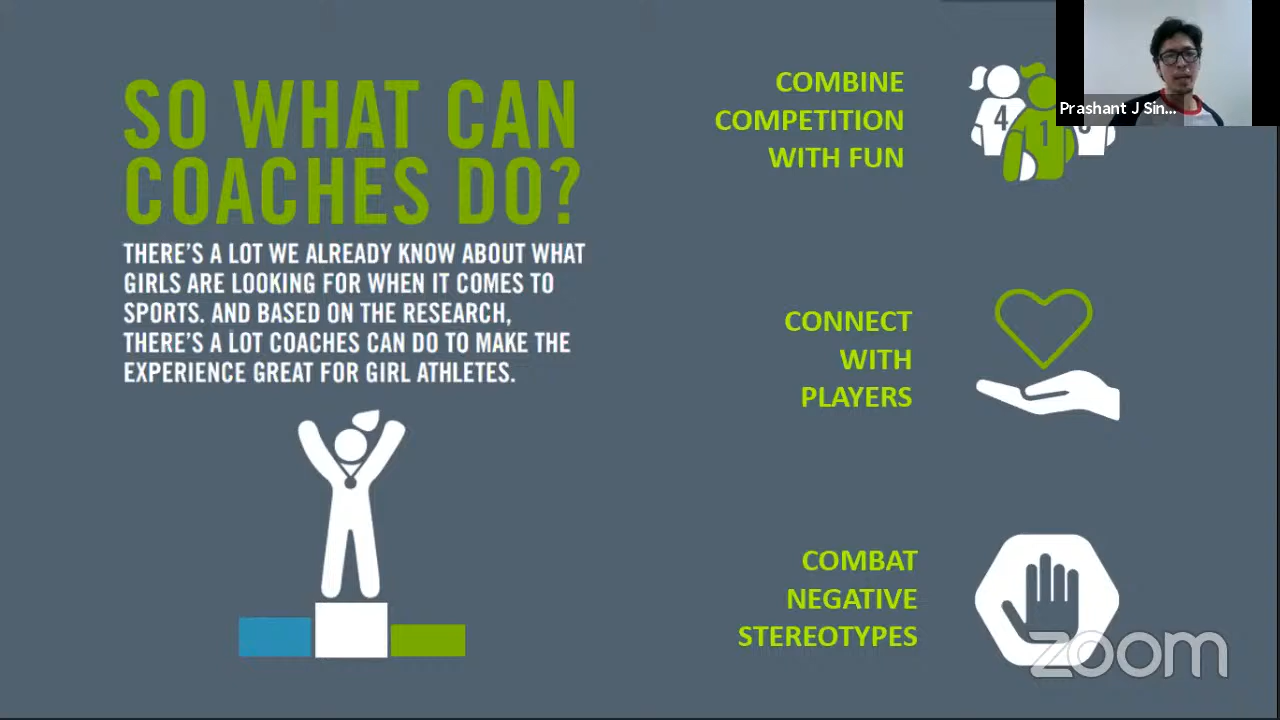 SO WHAT CAN
COACHES DO?
THERE'S A LOT WE ALREADY KNOW ABOUT WHAT
GIRLS ARE LOOKING FOR WHEN IT COMES TO
SPORTS. AND BASED ON THE RESEARCH,
THERE'S A LOT COACHES CAN DO TO MAKE THE
EXPERIENCE GREAT FOR GIRL ATHLETES.
COMBINE
COMPETITION
WITH FUN
4
1
Prashant J Sin...
CONNECT
WITH
PLAYERS
COMBAT
NEGATIVE
STEREOTYPES
zoom